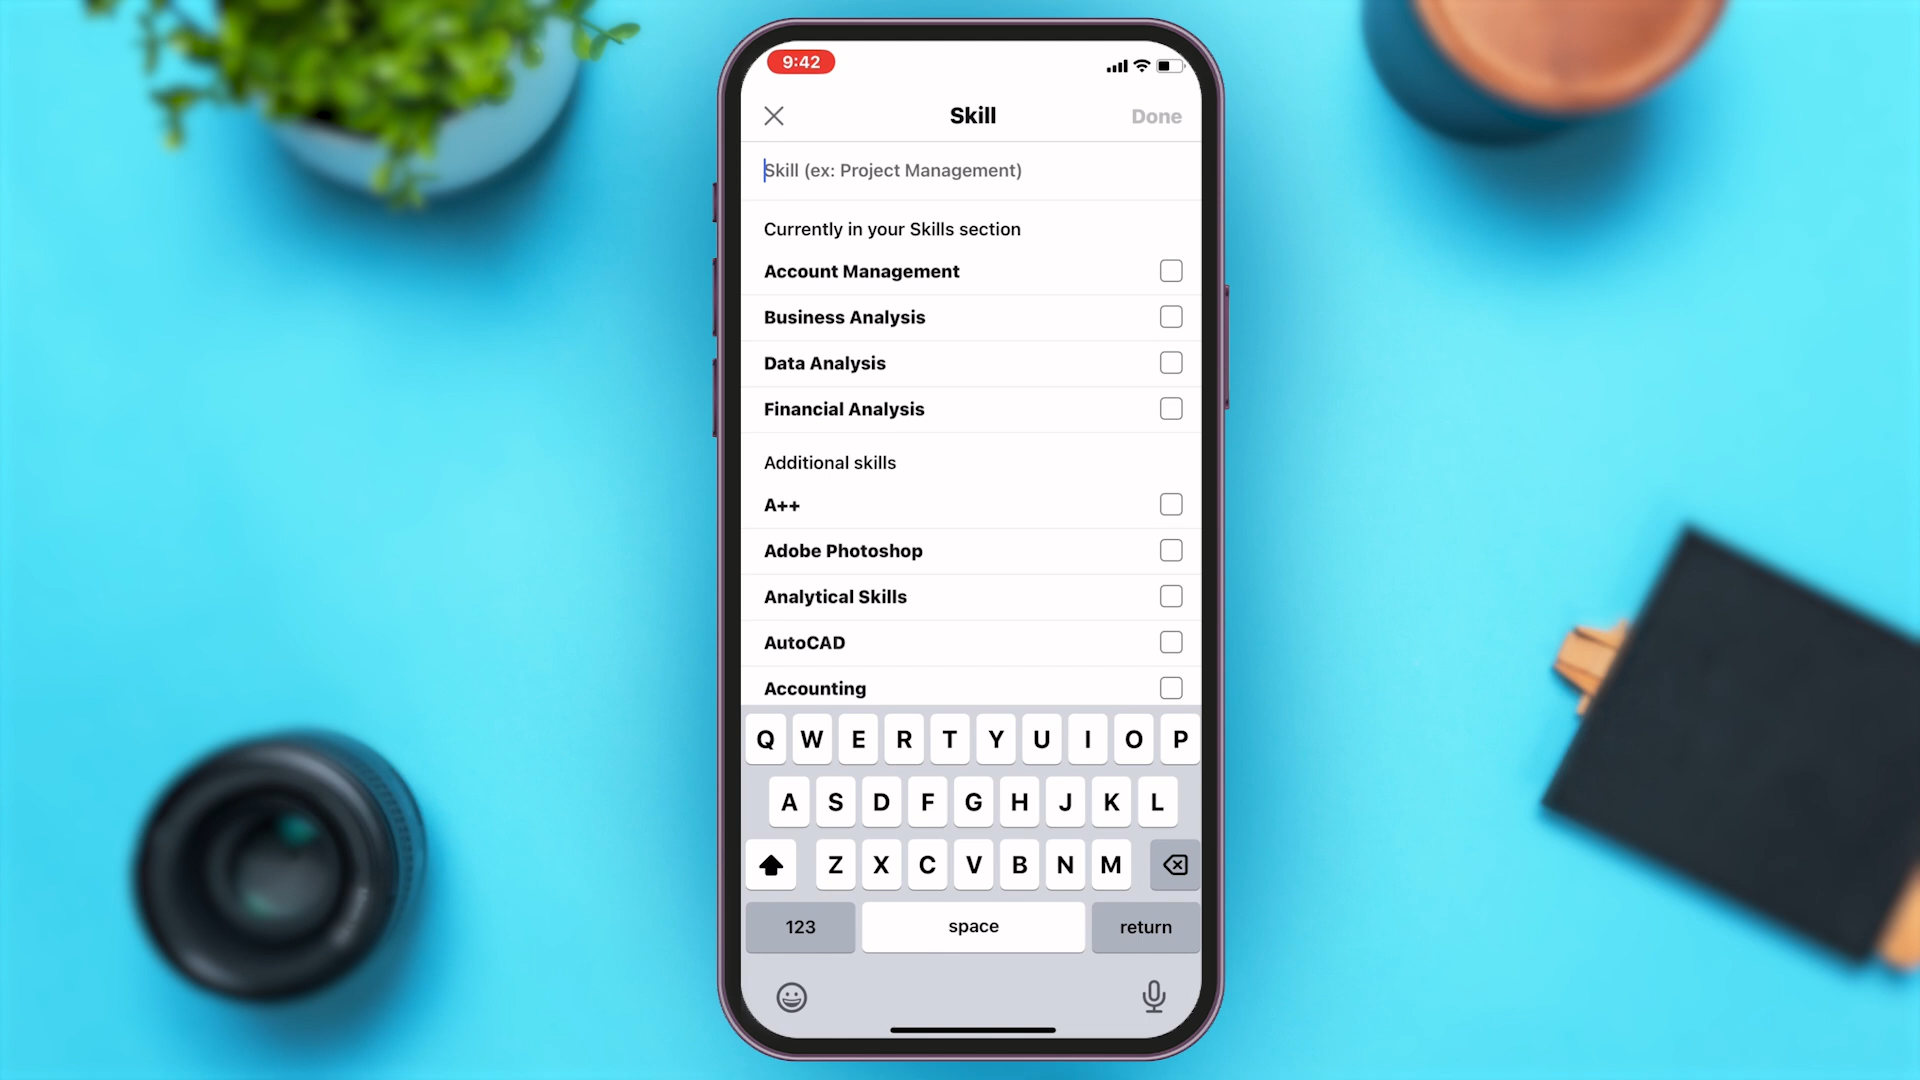 9:42
Skill
Done
Skill (ex: Project Management)
Currently in your Skills section
Account Management
Business Analysis
Data Analysis
Financial Analysis
Additional skills
A++
Adobe Photoshop
Analytical Skills
AutoCAD
Accounting
Q W E R T Y U I O P
A S D F G H J K L
Z X C V B N M
123 space return